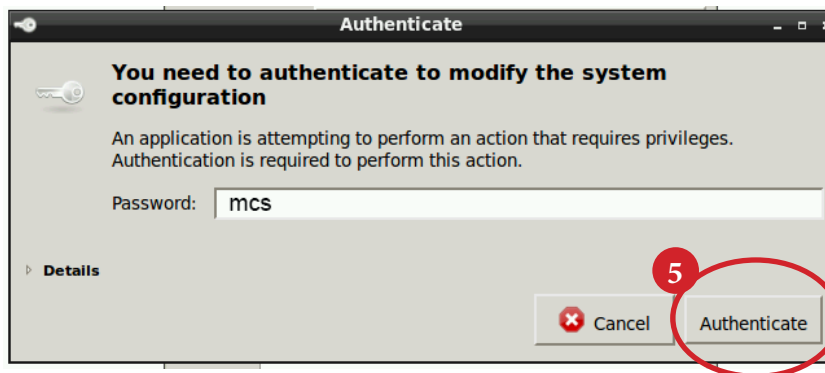 Authenticate
You need to authenticate to modify the system
configuration
An application is attempting to perform an action that requires privileges.
Authentication is required to perform this action.
Password: mcs
Details
5
Cancel Authenticate